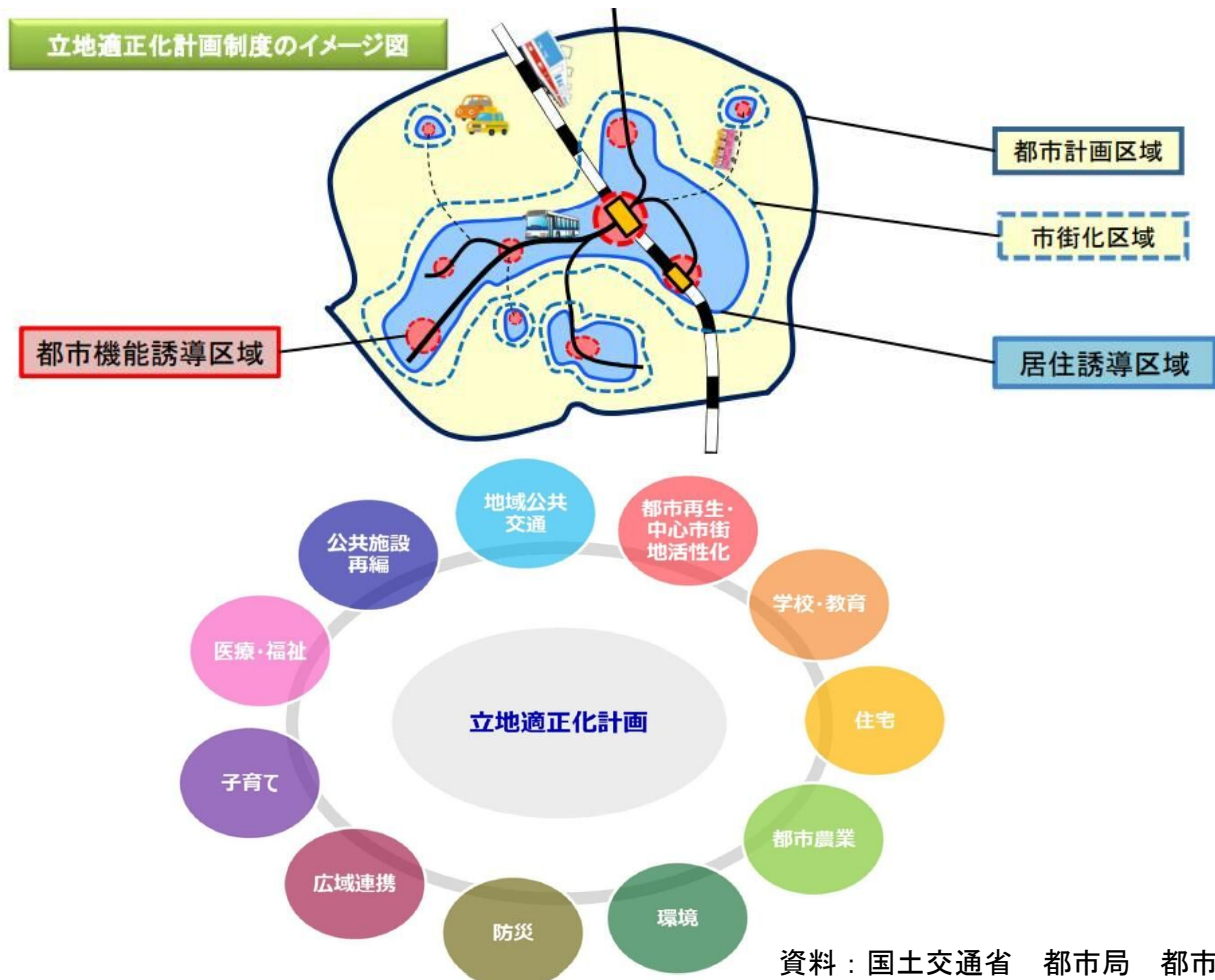 立地適正化計画制度のイメージ図
都市計画区域
市街化区域
都市機能誘導区域
居住誘導区域
地域公共
交通
都市再生・
中心市街
地活性化
公共施設
再編
学校・教育
医療・福祉
立地適正化計画
住宅
子育て
都市農業
広域連携
環境
防災
資料：国土交通省　都市局　都市